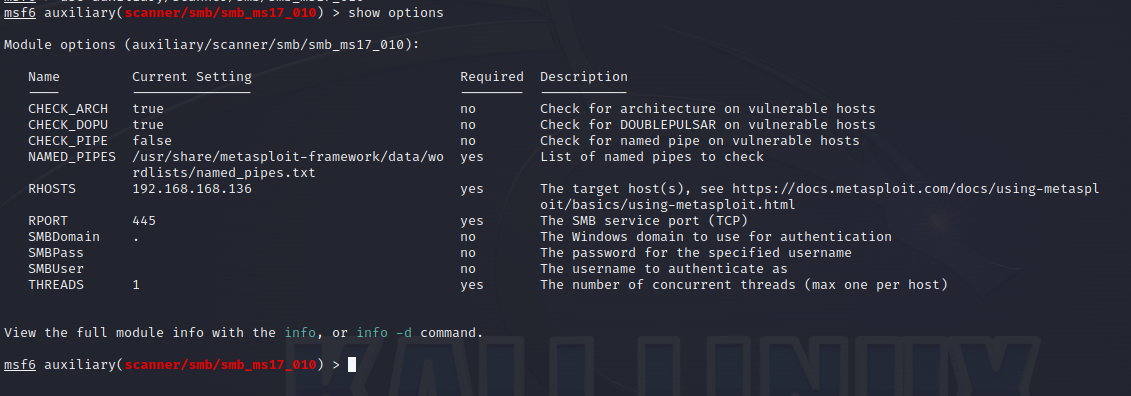 msf6 auxiliary(scanner/smb/smb_ms17_010) > show options
Module options (auxiliary/scanner/smb/smb_ms17_010):
Name Current Setting Required Description
CHECK_ARCH true no Check for architecture on vulnerable hosts
CHECK_DOPU true no Check for DOUBLEPULSAR on vulnerable hosts
CHECK_PIPE false no Check for named pipe on vulnerable hosts
NAMED_PIPES /usr/share/metasploit-framework/data/wo yes List of named pipes to check
rdlists/named_pipes.txt
RHOSTS 192.168.168.136 yes The target host(s), see https://docs.metasploit.com/docs/using-metaspl
oit/basics/using-metasploit.html
RPORT 445 yes The SMB service port (TCP)
SMBDomain . no The Windows domain to use for authentication
SMBPass no The password for the specified username
SMBUser no The username to authenticate as
THREADS 1 yes The number of concurrent threads (max one per host)
View the full module info with the info, or info -d command.
msf6 auxiliary(scanner/smb/smb_ms17_010) >
KALI LINUX